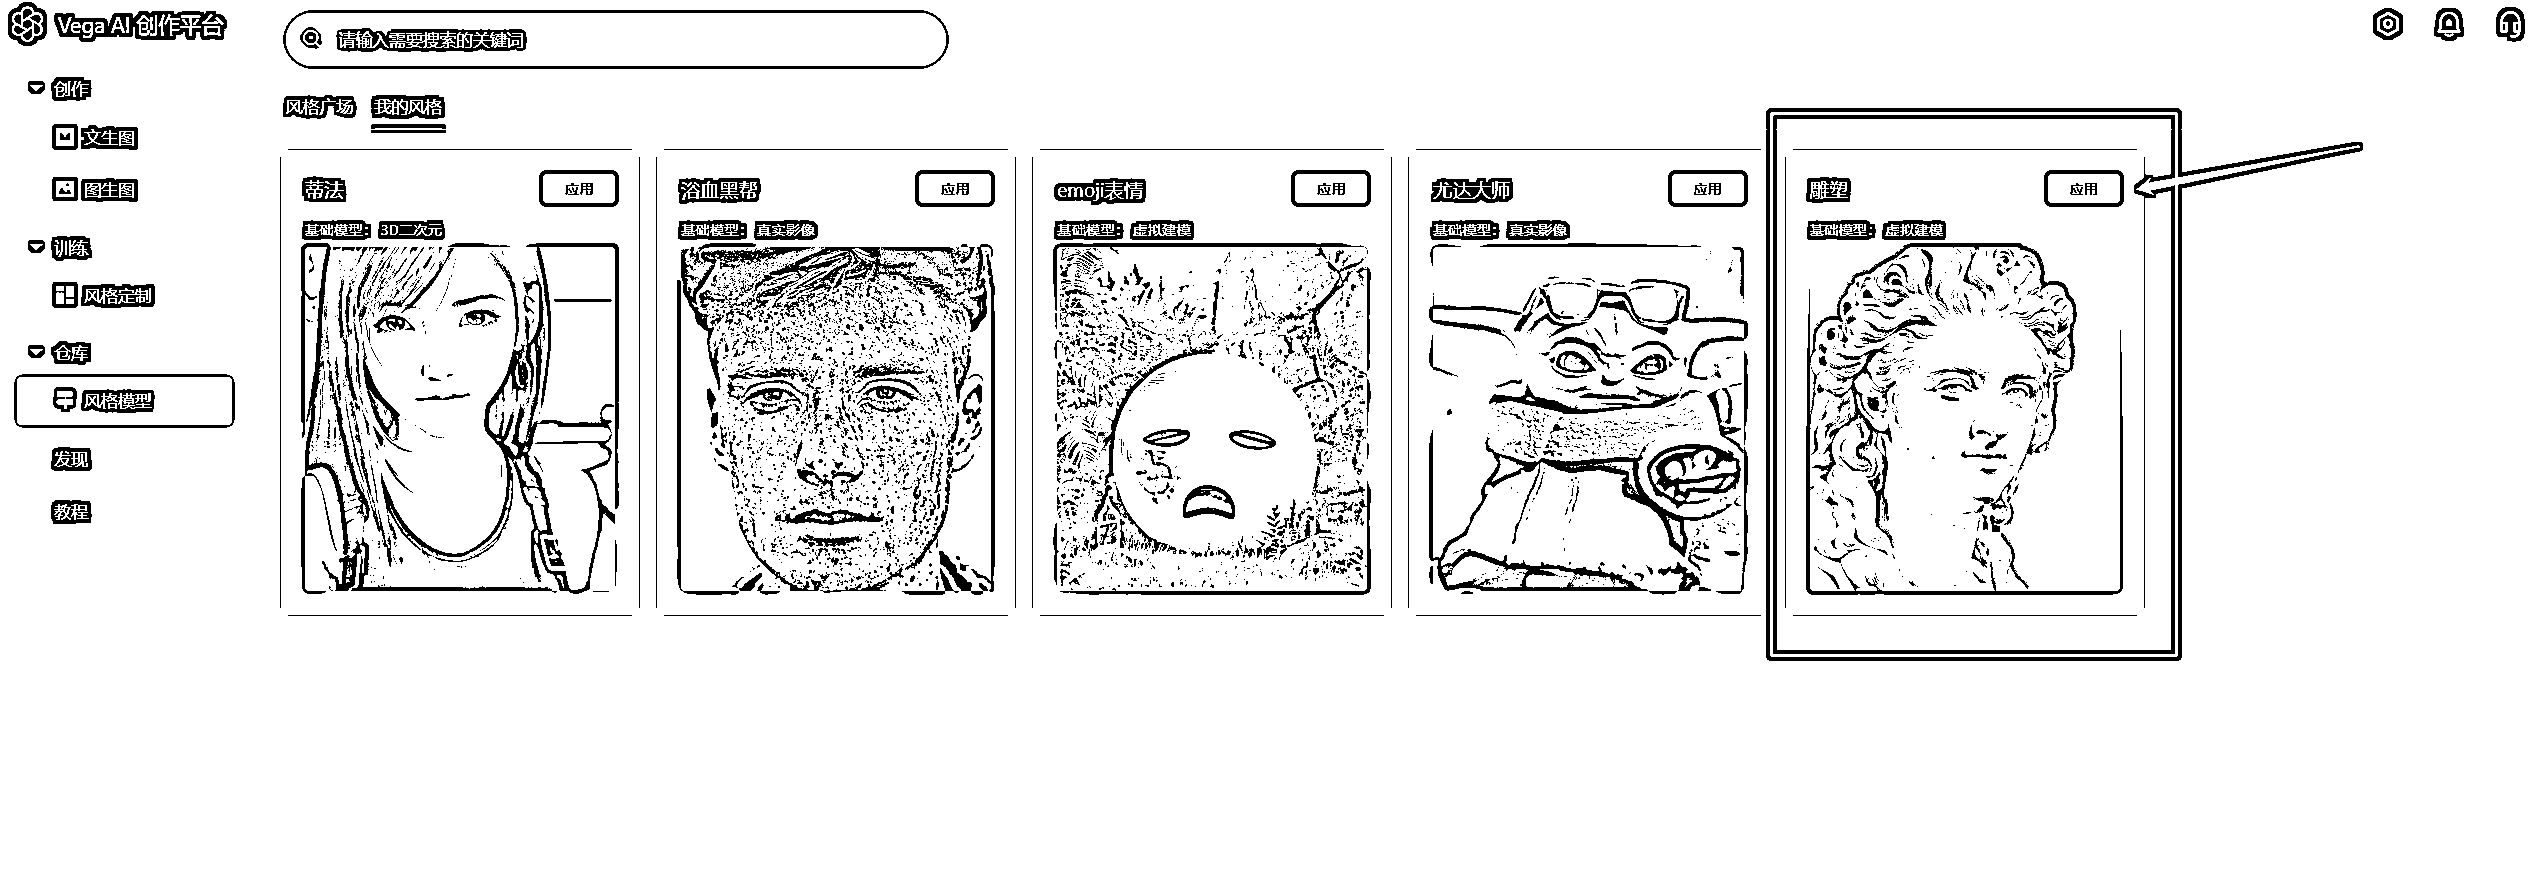 Vega AI 创作平台
请输入需要搜索的关键词
创作
文生图
图生图
训练
风格定制
仓库
风格模型
发现
教程
风格广场 我的风格
蒂法 应用
基础模型: 3D二次元
浴血黑帮 应用
基础模型: 真实影像
emoji表情 应用
基础模型: 虚拟建模
尤达大师 应用
基础模型: 真实影像
雕塑 应用
基础模型: 虚拟建模